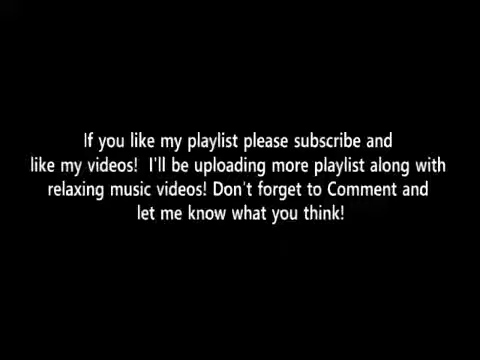 If you like my playlist please subscribe and
like my videos!  I'll be uploading more playlist along with
relaxing music videos! Don't forget to Comment and
let me know what you think!